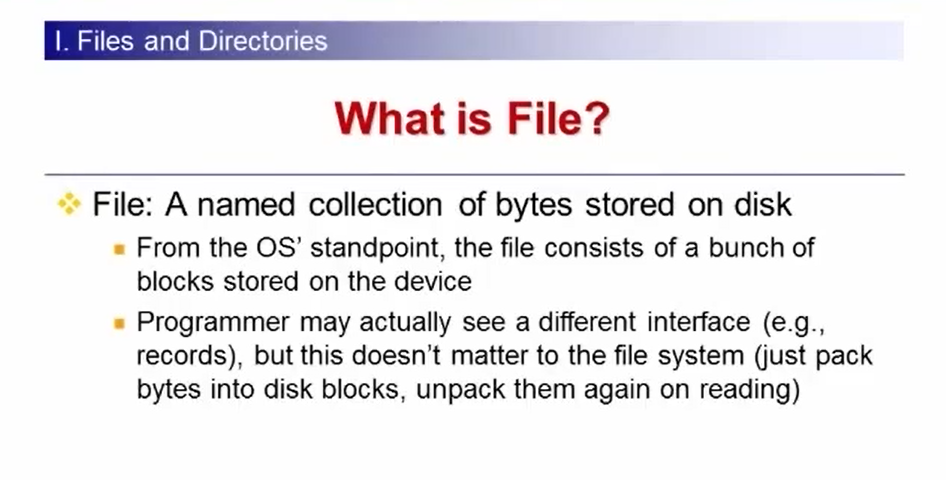 I. Files and Directories
What is File?
File: A named collection of bytes stored on disk
From the OS’ standpoint, the file consists of a bunch of
blocks stored on the device
Programmer may actually see a different interface (e.g.,
records), but this doesn’t matter to the file system (just pack
bytes into disk blocks, unpack them again on reading)